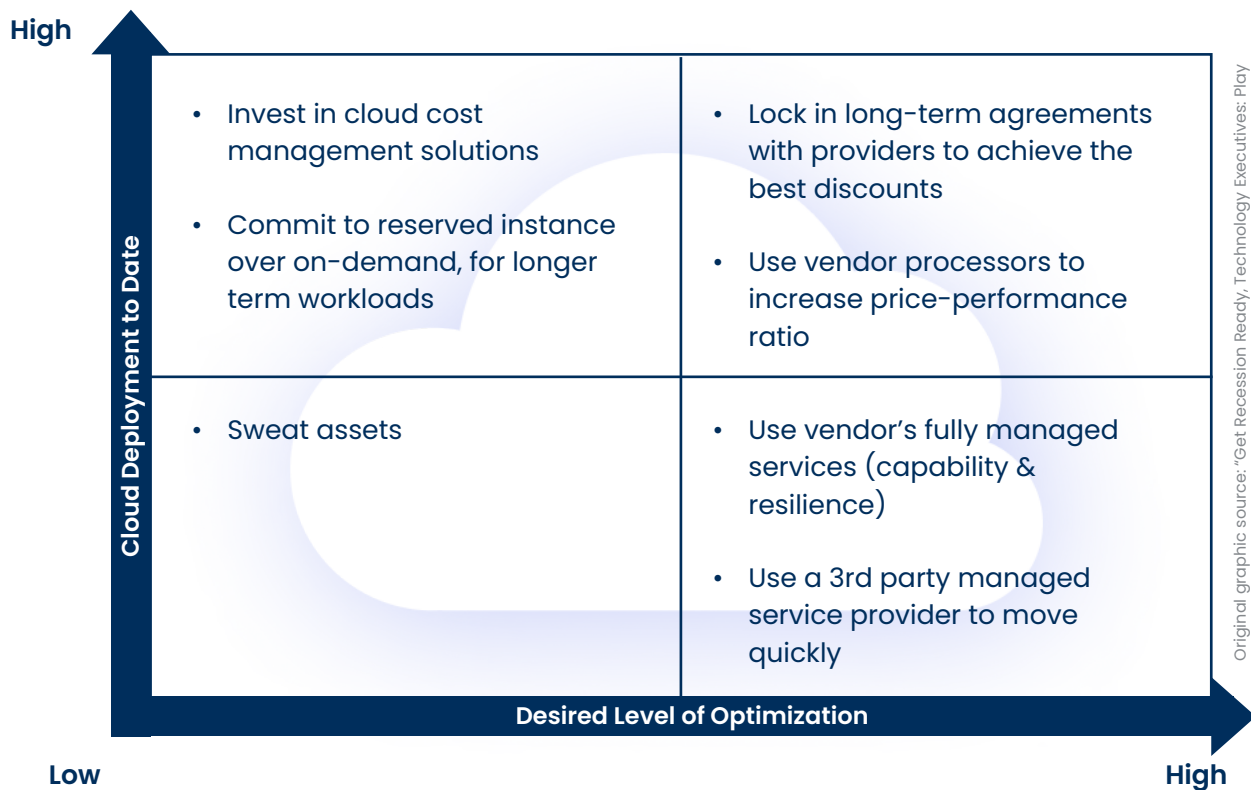 High
• Invest in cloud cost
management solutions
• Commit to reserved instance
over on-demand, for longer
term workloads
• Lock in long-term agreements
with providers to achieve the
best discounts
• Use vendor processors to
increase price-performance
ratio
• Sweat assets
• Use vendor’s fully managed
services (capability &
resilience)
• Use a 3rd party managed
service provider to move
quickly
Cloud Deployment to Date
Desired Level of Optimization
Low
High
Original graphic source: “Get Recession Ready, Technology Executives: Play